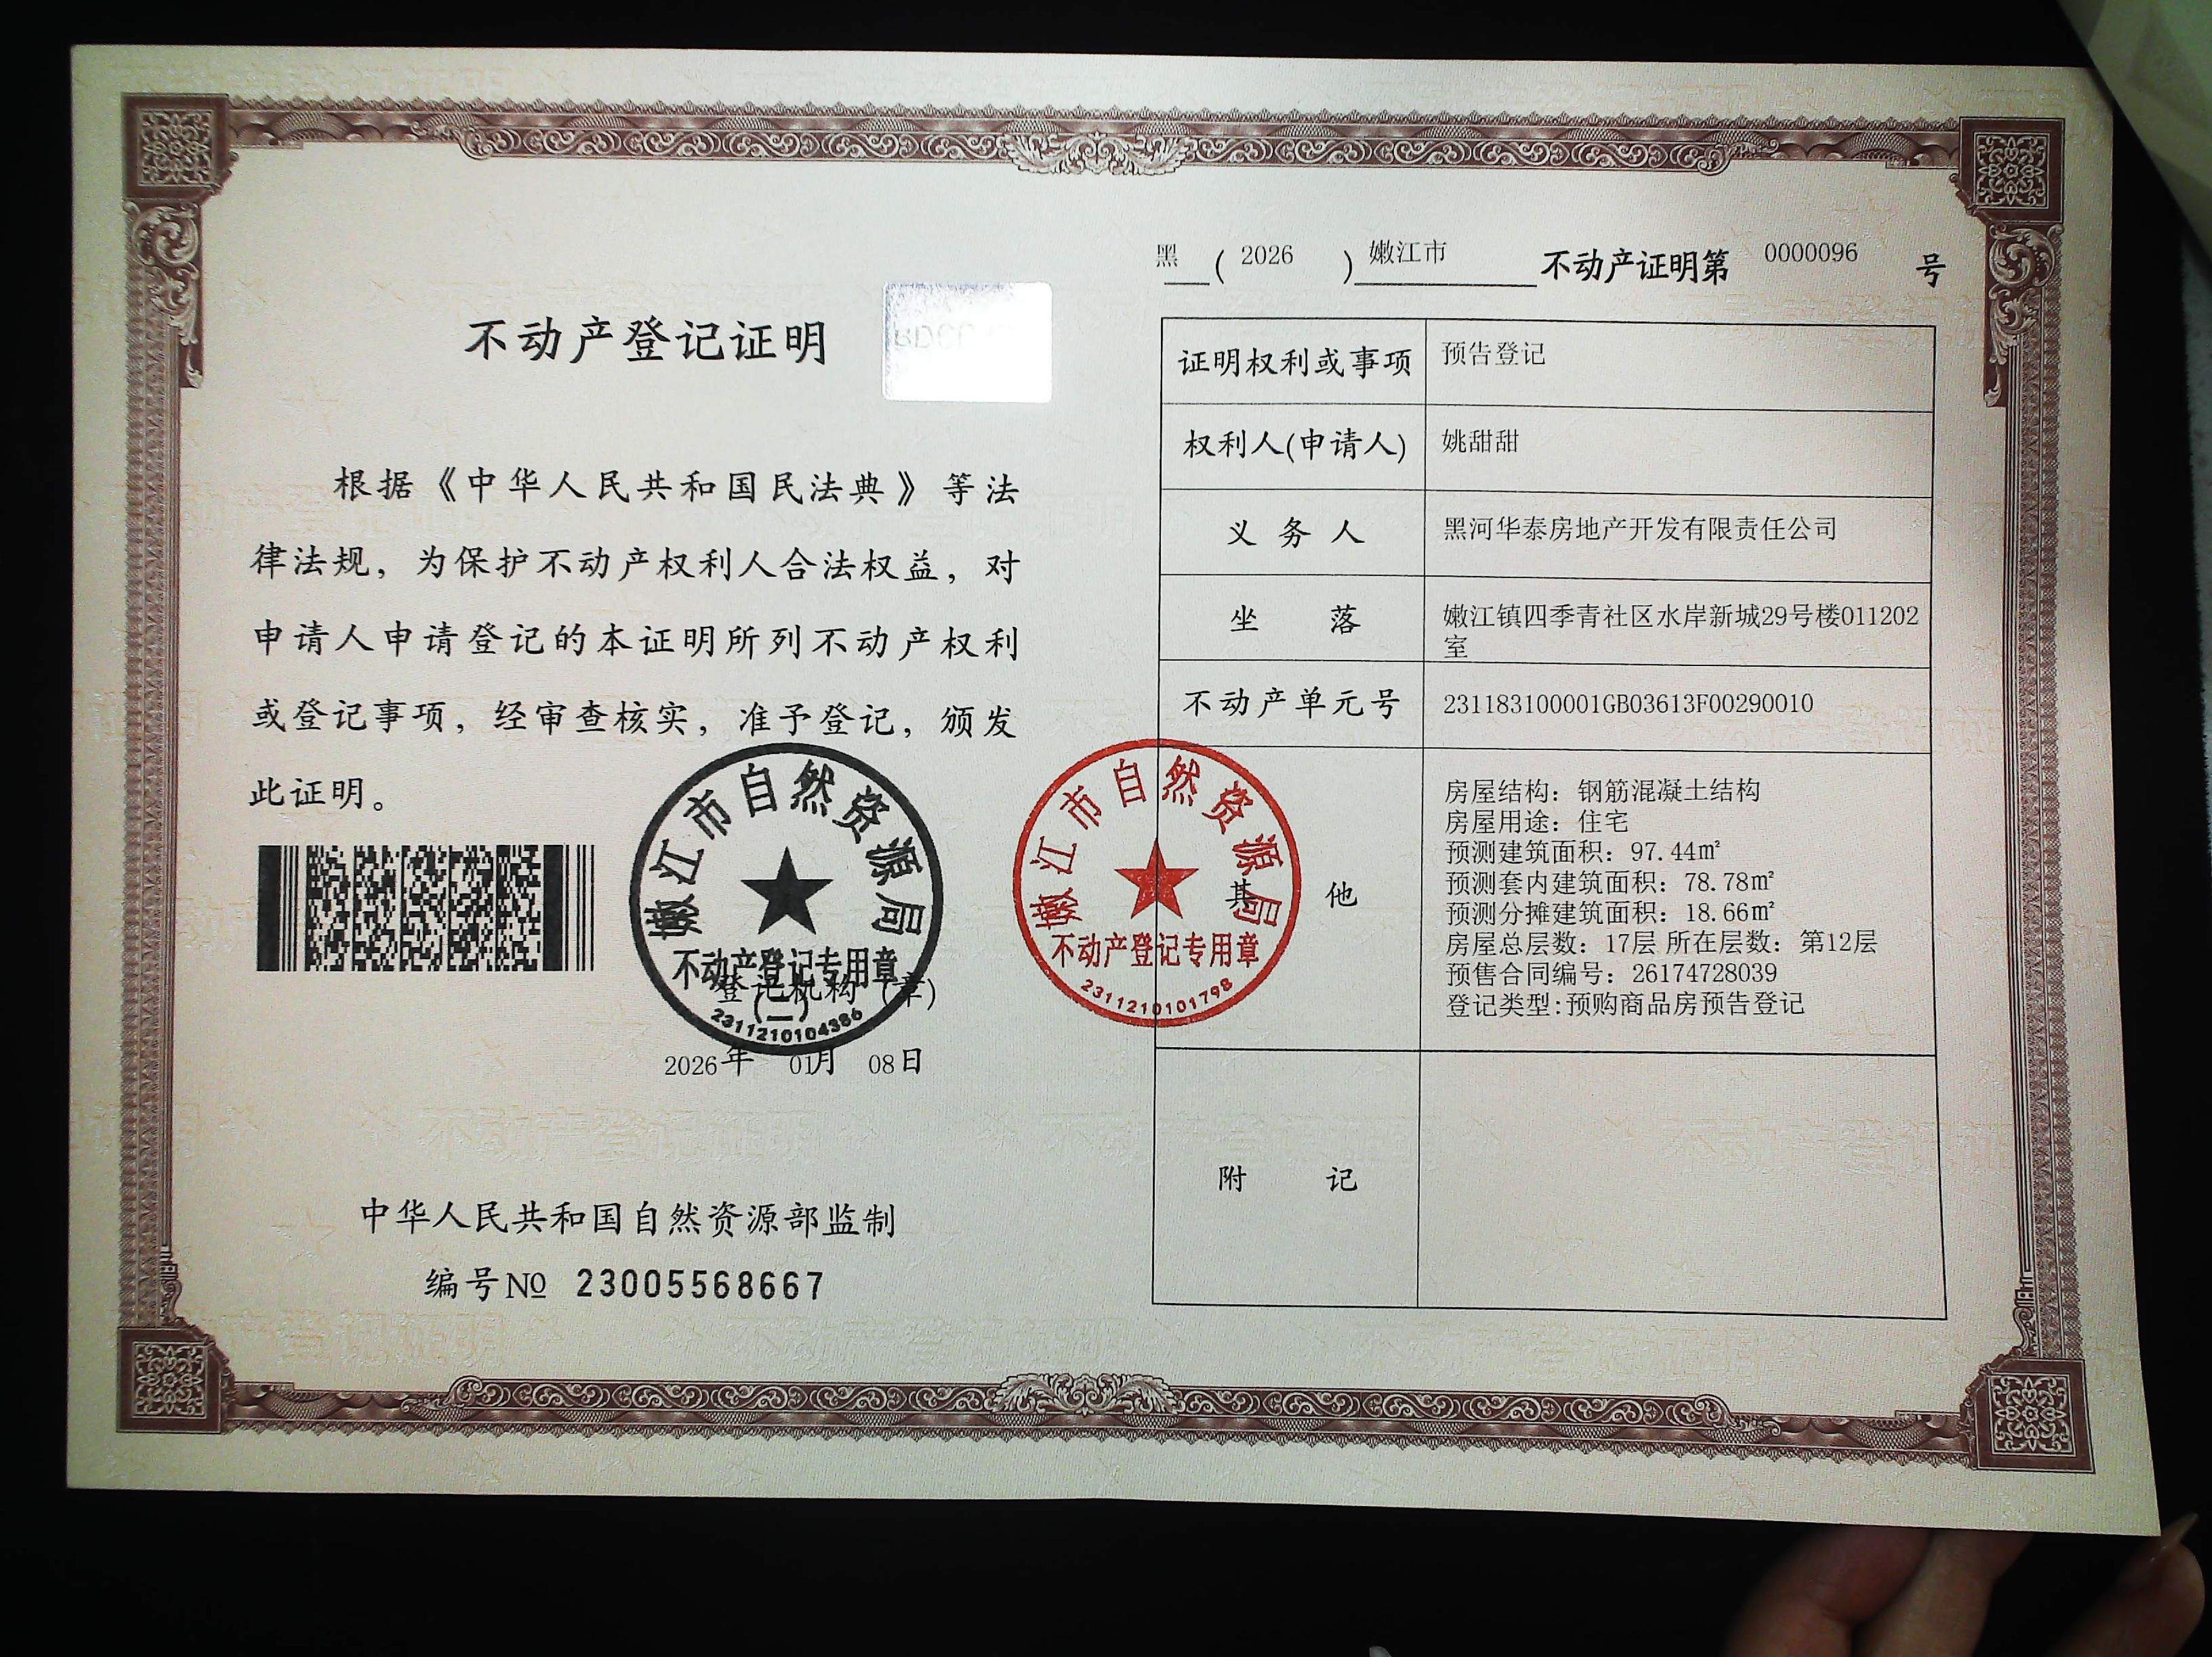 不动产登记证明
根据《中华人民共和国民法典》等法
律法规，为保护不动产权利人合法权益，对
申请人申请登记的本证明所列不动产权利
或登记事项，经审查核实，准予登记，颁发
此证明。
嫩江市自然资源局
不动产登记专用章
(二)
2311210104386
登记机构（章）
2026年 01月 08日
中华人民共和国自然资源部监制
编号№ 23005568667
黑(2026)嫩江市不动产证明第0000096号
证明权利或事项 预告登记
权利人(申请人) 姚甜甜
义务人 黑河华泰房地产开发有限责任公司
坐落 嫩江镇四季青社区水岸新城29号楼011202
室
不动产单元号 231183100001GB03613F00290010
嫩江市自然资源局
不动产登记专用章
2311210101798
其他
房屋结构：钢筋混凝土结构
房屋用途：住宅
预测建筑面积：97.44㎡
预测套内建筑面积：78.78㎡
预测分摊建筑面积：18.66㎡
房屋总层数：17层 所在层数：第12层
预售合同编号：26174728039
登记类型:预购商品房预告登记
附记